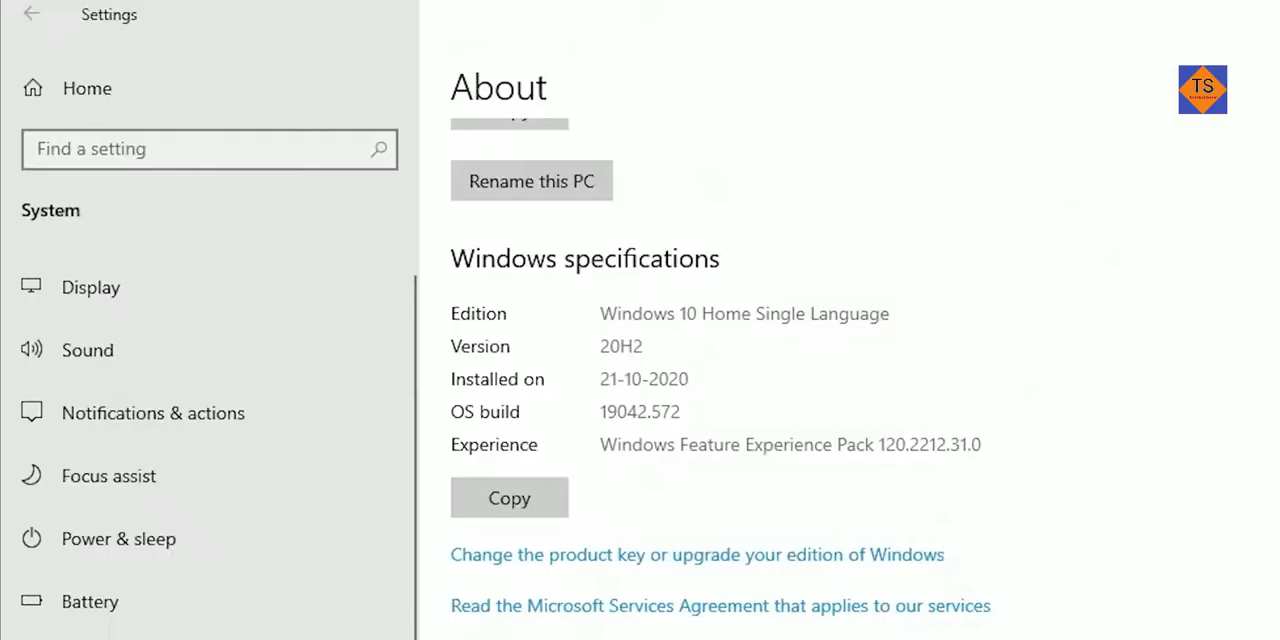 Settings
Home
Find a setting
System
Display
Sound
Notifications & actions
Focus assist
Power & sleep
Battery
About
Rename this PC
Windows specifications
Edition Windows 10 Home Single Language
Version 20H2
Installed on 21-10-2020
OS build 19042.572
Experience Windows Feature Experience Pack 120.2212.31.0
Copy
Change the product key or upgrade your edition of Windows
Read the Microsoft Services Agreement that applies to our services
TS